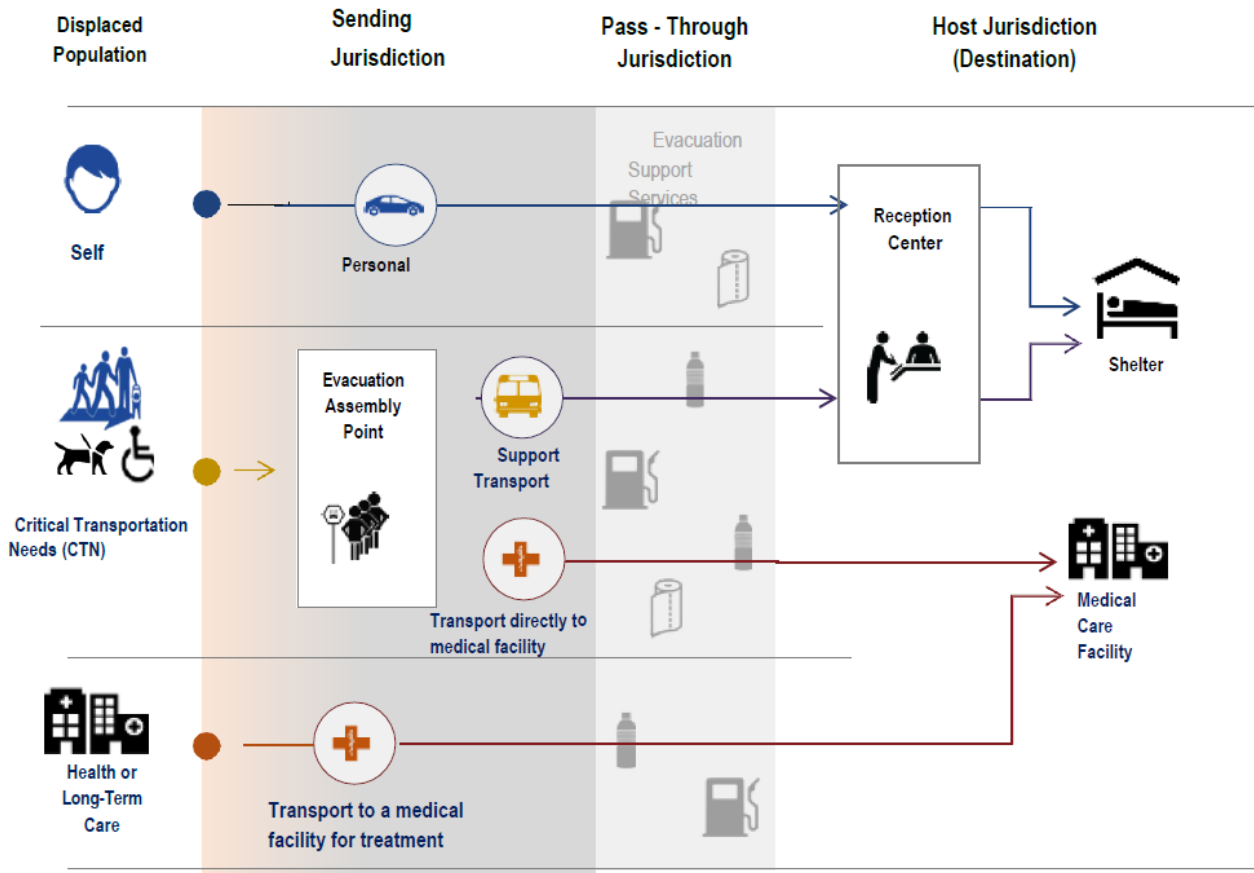 Displaced
Population
Sending
Jurisdiction
Pass - Through
Jurisdiction
Host Jurisdiction
(Destination)
Evacuation
Support
Services
Self
Personal
Reception
Center
Shelter
Evacuation
Assembly
Point
Support
Transport
Critical Transportation
Needs (CTN)
Transport directly to
medical facility
Medical
Care
Facility
Health or
Long-Term
Care
Transport to a medical
facility for treatment